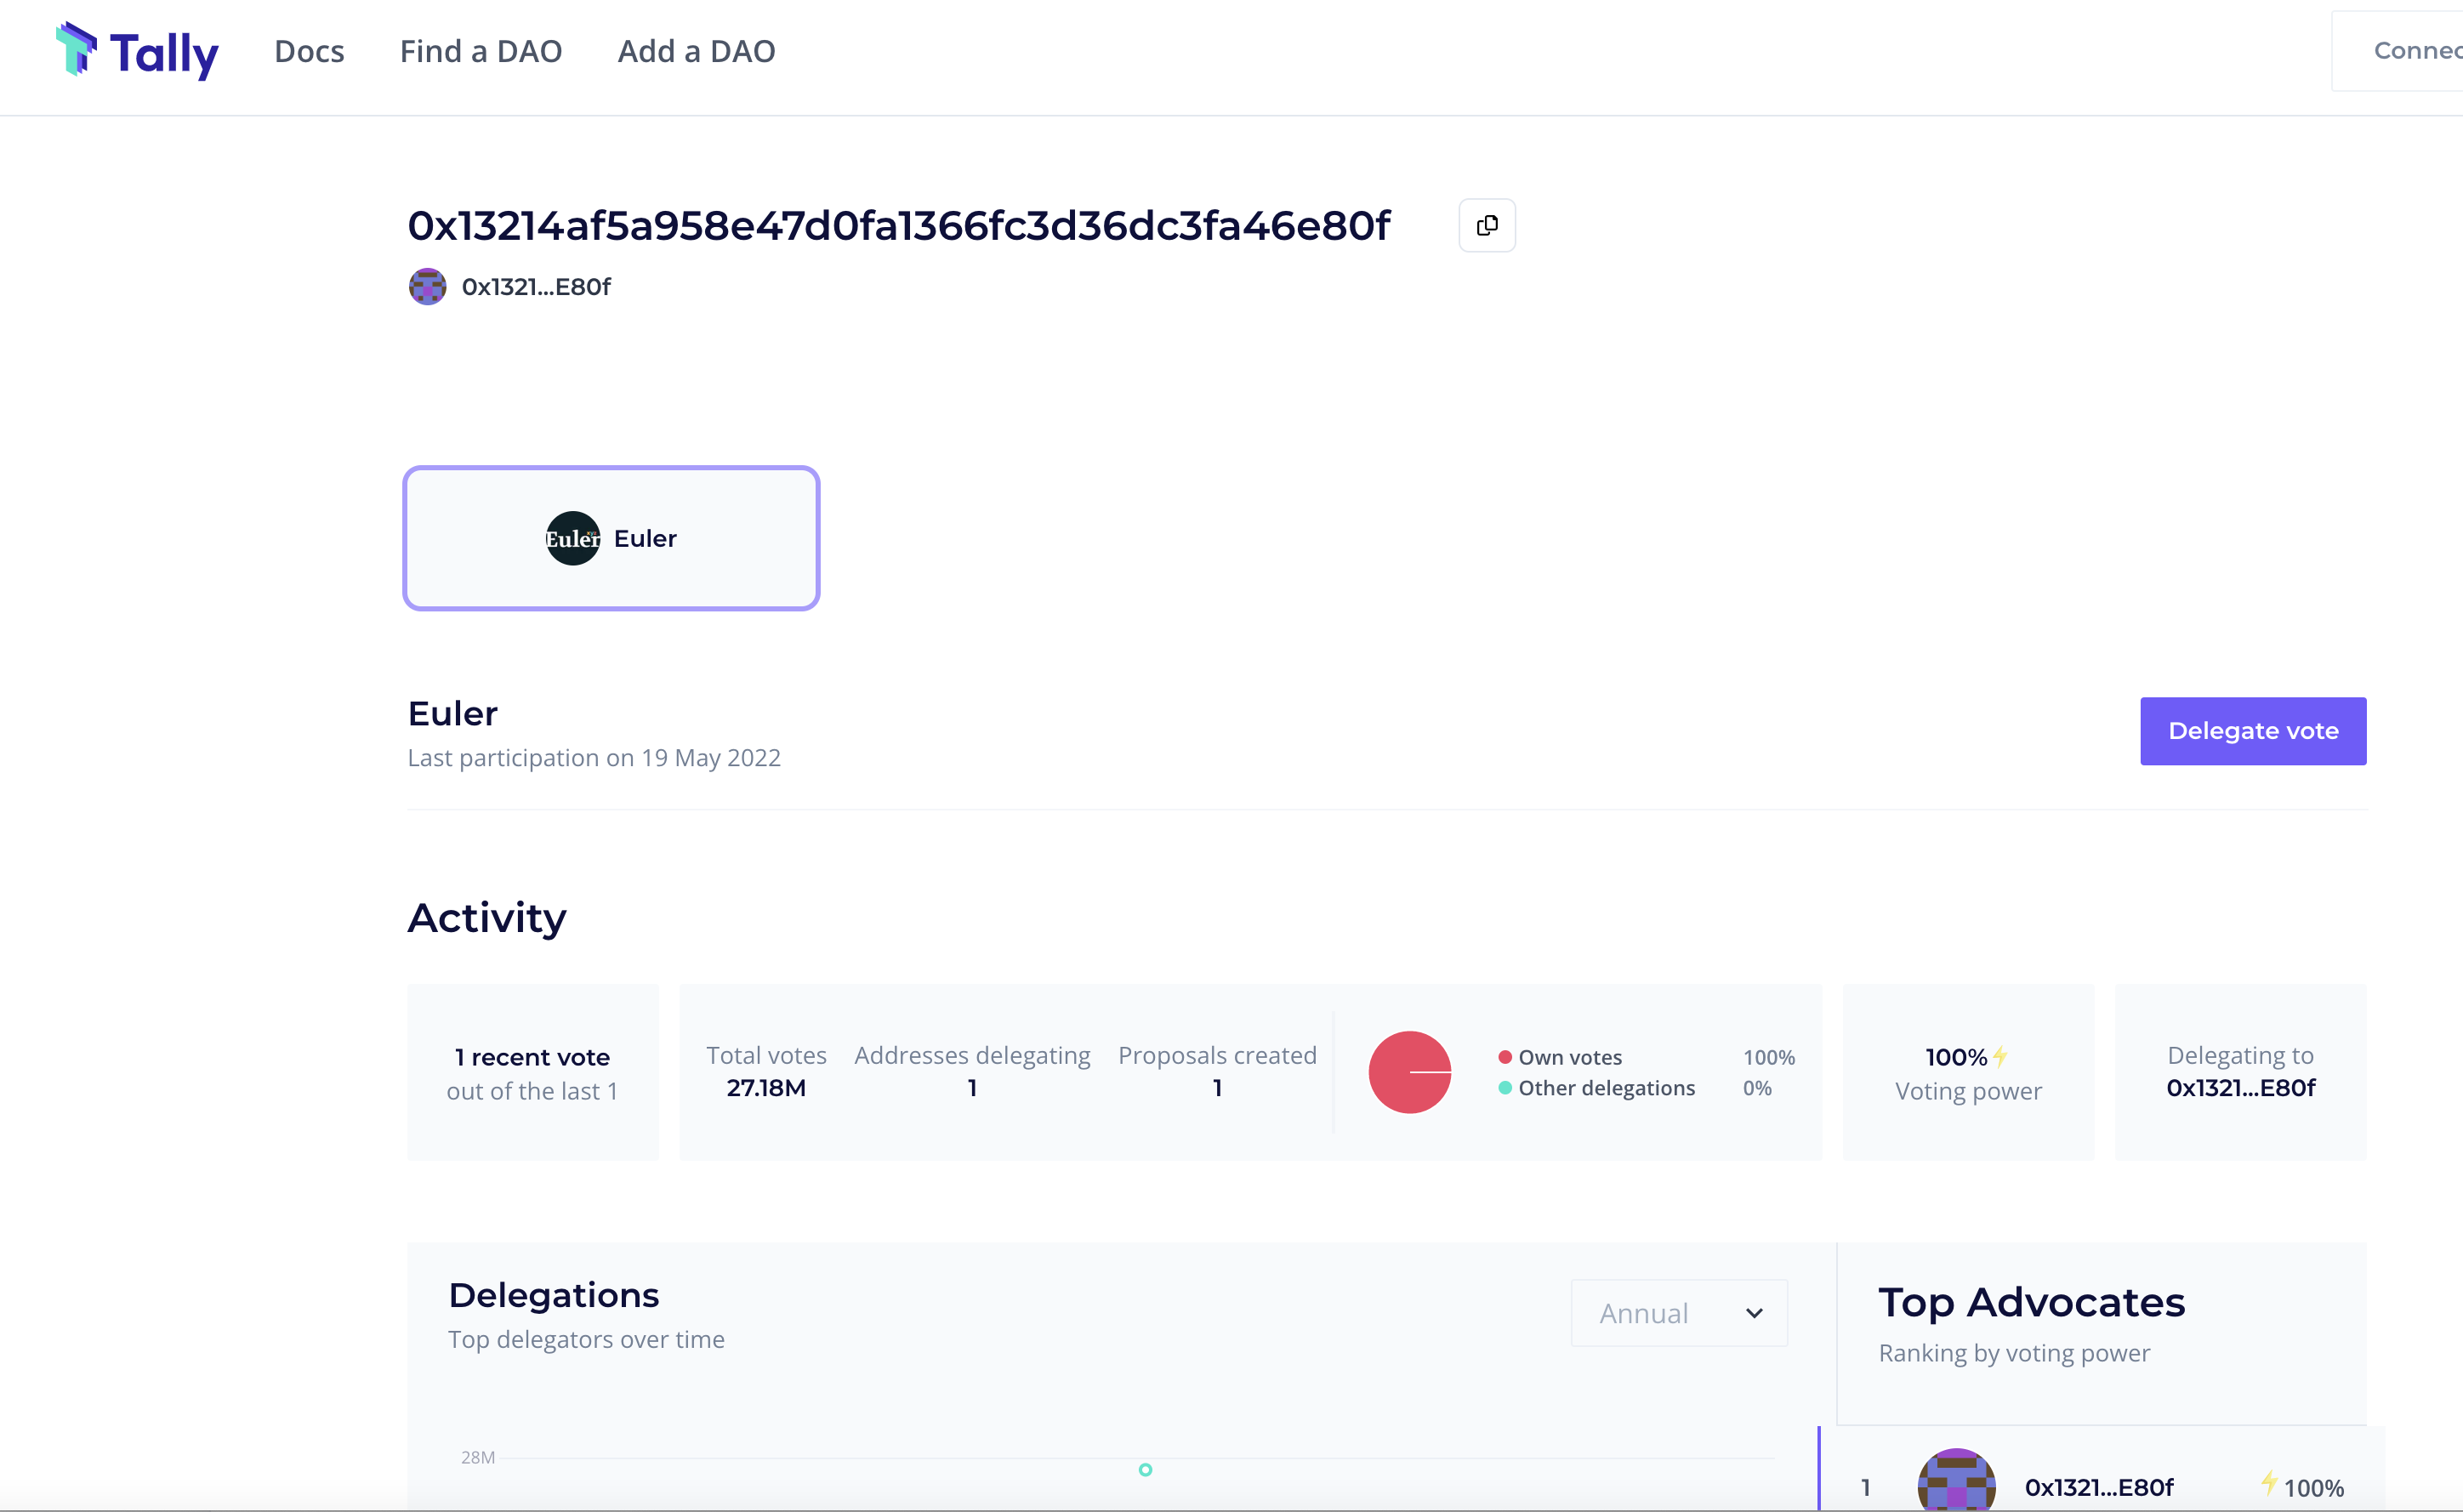 Tally Docs Find a DAO Add a DAO Connec
0x13214af5a958e47d0fa1366fc3d36dc3fa46e80f
0x1321...E80f
Euler Euler
Euler
Last participation on 19 May 2022
Delegate vote
Activity
1 recent vote
out of the last 1
Total votes
27.18M
Addresses delegating
1
Proposals created
1
Own votes 100%
Other delegations 0%
100%⚡
Voting power
Delegating to
0x1321...E80f
Delegations
Top delegators over time
Annual
28M
Top Advocates
Ranking by voting power
1 0x1321...E80f ⚡100%